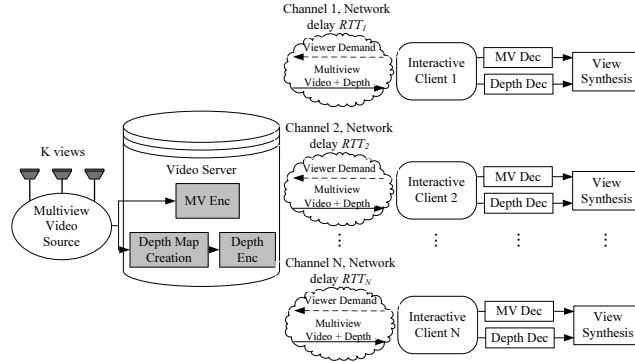 K views
Multiview
Video
Source
Video Server
MV Enc
Depth Map
Creation
Depth
Enc
Channel 1, Network
delay RTT1
Viewer Demand
Multiview
Video + Depth
Interactive
Client 1
MV Dec
Depth Dec
View
Synthesis
Channel 2, Network
delay RTT2
Viewer Demand
Multiview
Video + Depth
Interactive
Client 2
MV Dec
Depth Dec
View
Synthesis
Channel N, Network
delay RTTN
Viewer Demand
Multiview
Video + Depth
Interactive
Client N
MV Dec
Depth Dec
View
Synthesis